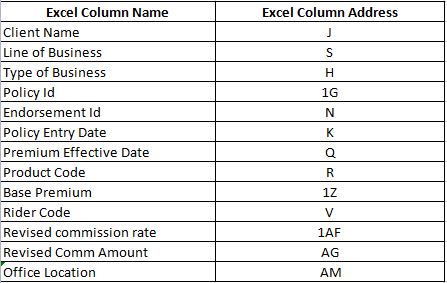 Excel Column Name Excel Column Address
Client Name J
Line of Business S
Type of Business H
Policy Id 1G
Endorsement Id N
Policy Entry Date K
Premium Effective Date Q
Product Code R
Base Premium 1Z
Rider Code V
Revised commission rate 1AF
Revised Comm Amount AG
Office Location AM